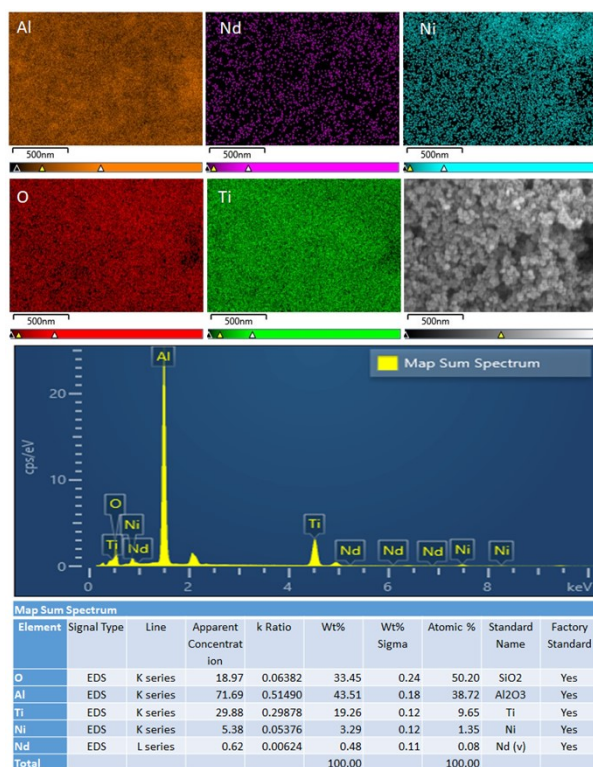 Al Nd Ni
500nm 500nm 500nm
O Ti
500nm 500nm 500nm
Al
Map Sum Spectrum
20
cps/eV
10
O
Ni
Ti
Nd
Ti
Nd
Nd
Nd
Ni
Ni
0
0 2 4 6 8 keV
Map Sum Spectrum
Element Signal Type Line Apparent Concentrat ion k Ratio Wt% Wt% Sigma Atomic % Standard Name Factory Standard
O EDS K series 18.97 0.06382 33.45 0.24 50.20 SiO2 Yes
Al EDS K series 71.69 0.51490 43.51 0.18 38.72 Al2O3 Yes
Ti EDS K series 29.88 0.29878 19.26 0.12 9.65 Ti Yes
Ni EDS K series 5.38 0.05376 3.29 0.12 1.35 Ni Yes
Nd EDS L series 0.62 0.00624 0.48 0.11 0.08 Nd (v) Yes
Total 100.00 100.00